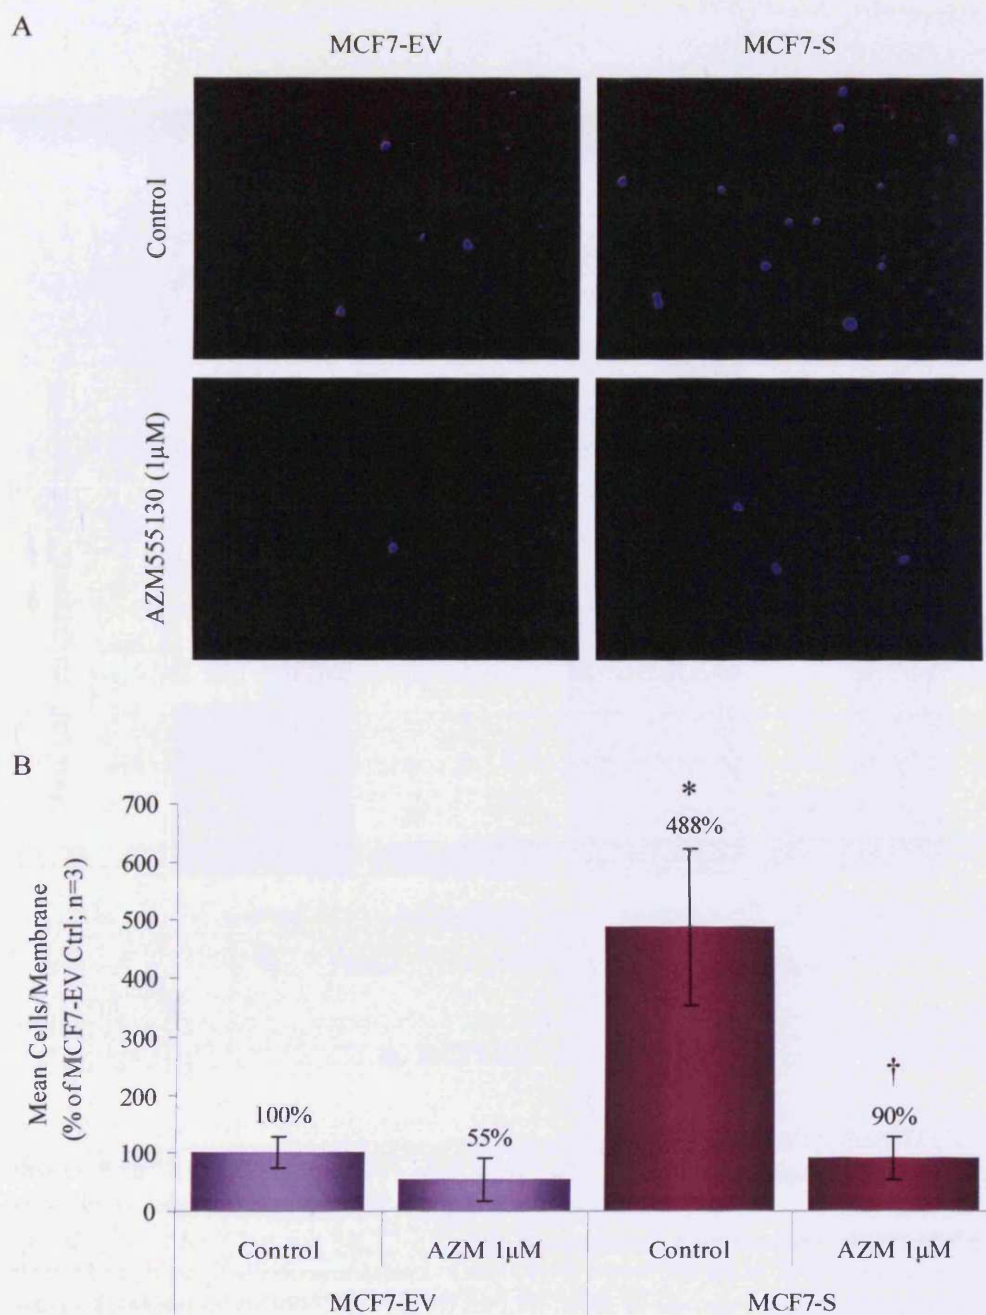 A
MCF7-EV
MCF7-S
Control
AZM555130 (1µM)
B
Mean Cells/Membrane
(% of MCF7-EV Ctrl; n=3)
700
600
500
400
300
200
100
0
100%
55%
*
488%
†
90%
Control
AZM 1µM
Control
AZM 1µM
MCF7-EV
MCF7-S